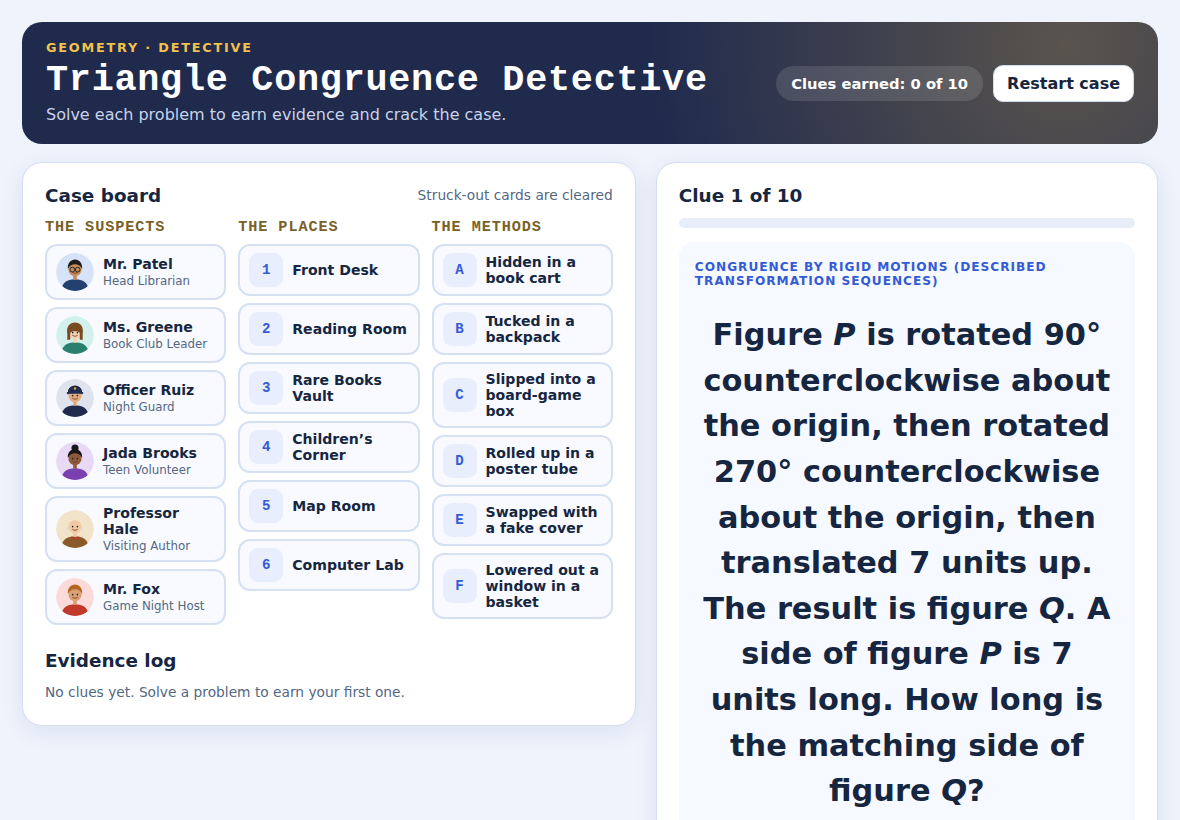 GEOMETRY · DETECTIVE
Triangle Congruence Detective
Solve each problem to earn evidence and crack the case.
Clues earned: 0 of 10
Restart case
Case board
Struck-out cards are cleared
THE SUSPECTS
Mr. Patel
Head Librarian
Ms. Greene
Book Club Leader
Officer Ruiz
Night Guard
Jada Brooks
Teen Volunteer
Professor
Hale
Visiting Author
Mr. Fox
Game Night Host
THE PLACES
1
Front Desk
2
Reading Room
3
Rare Books
Vault
4
Children’s
Corner
5
Map Room
6
Computer Lab
THE METHODS
A
Hidden in a
book cart
B
Tucked in a
backpack
C
Slipped into a
board-game
box
D
Rolled up in a
poster tube
E
Swapped with
a fake cover
F
Lowered out a
window in a
basket
Evidence log
No clues yet. Solve a problem to earn your first one.
Clue 1 of 10
CONGRUENCE BY RIGID MOTIONS (DESCRIBED
TRANSFORMATION SEQUENCES)
Figure P is rotated 90°
counterclockwise about
the origin, then rotated
270° counterclockwise
about the origin, then
translated 7 units up.
The result is figure Q. A
side of figure P is 7
units long. How long is
the matching side of
figure Q?